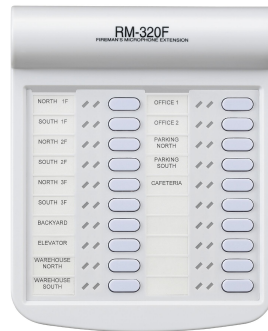 RM-320F
FIREMAN'S MICROPHONE EXTENSION
NORTH 1F
SOUTH 1F
NORTH 2F
SOUTH 2F
NORTH 3F
SOUTH 3F
BACKYARD
ELEVATOR
WAREHOUSE
NORTH
WAREHOUSE
SOUTH
OFFICE 1
OFFICE 2
PARKING
NORTH
PARKING
SOUTH
CAFETERIA